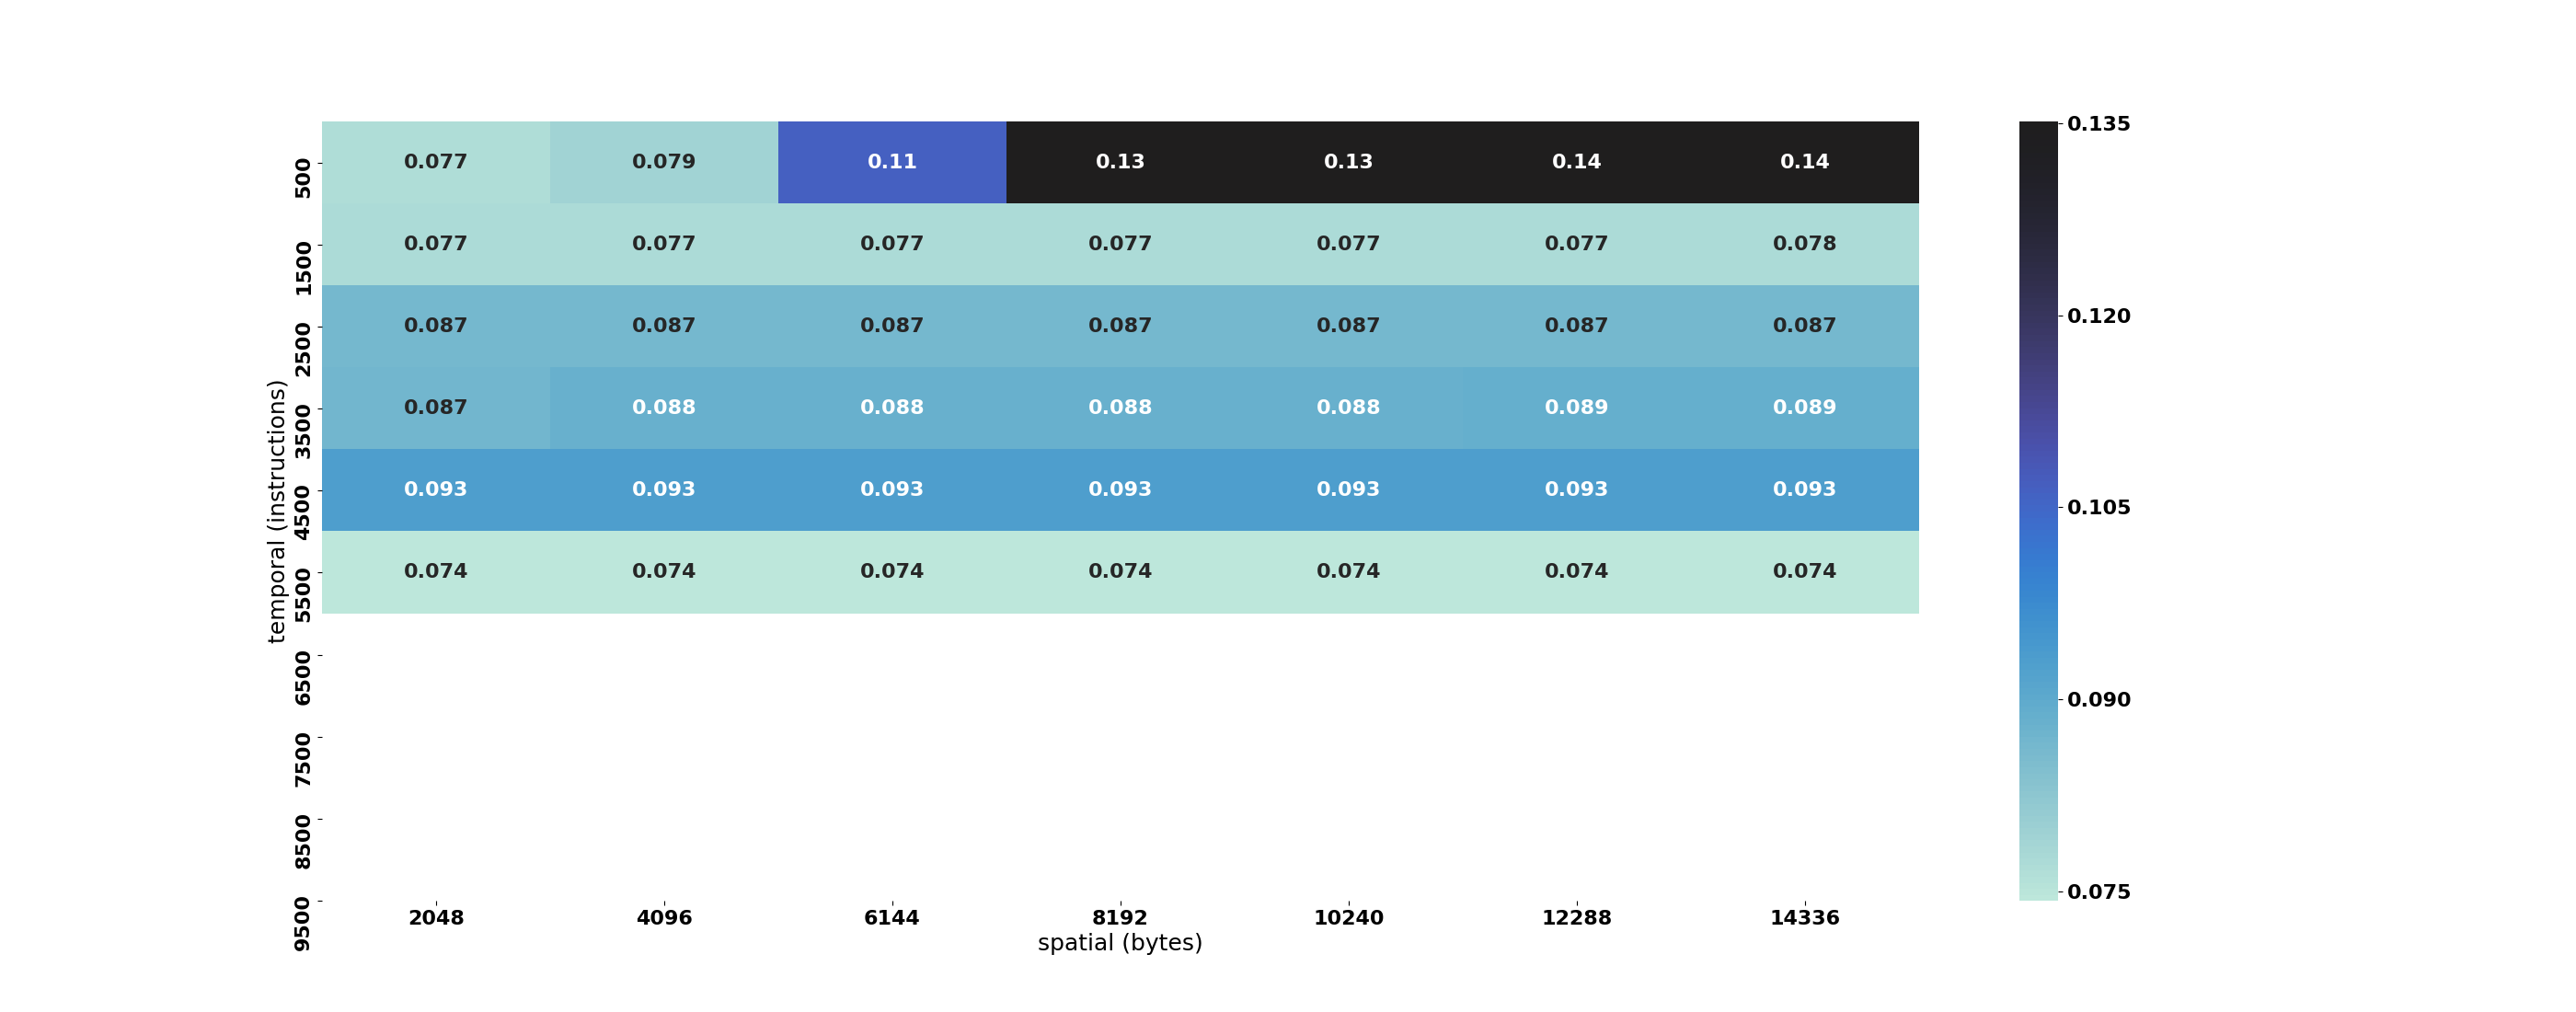 500 0.077 0.079 0.11 0.13 0.13 0.14 0.14
1500 0.077 0.077 0.077 0.077 0.077 0.077 0.078
2500 0.087 0.087 0.087 0.087 0.087 0.087 0.087
3500 0.087 0.088 0.088 0.088 0.088 0.089 0.089
4500 0.093 0.093 0.093 0.093 0.093 0.093 0.093
5500 0.074 0.074 0.074 0.074 0.074 0.074 0.074
6500
7500
8500
9500
temporal (instructions)
2048 4096 6144 8192 10240 12288 14336
spatial (bytes)
0.135
0.120
0.105
0.090
0.075